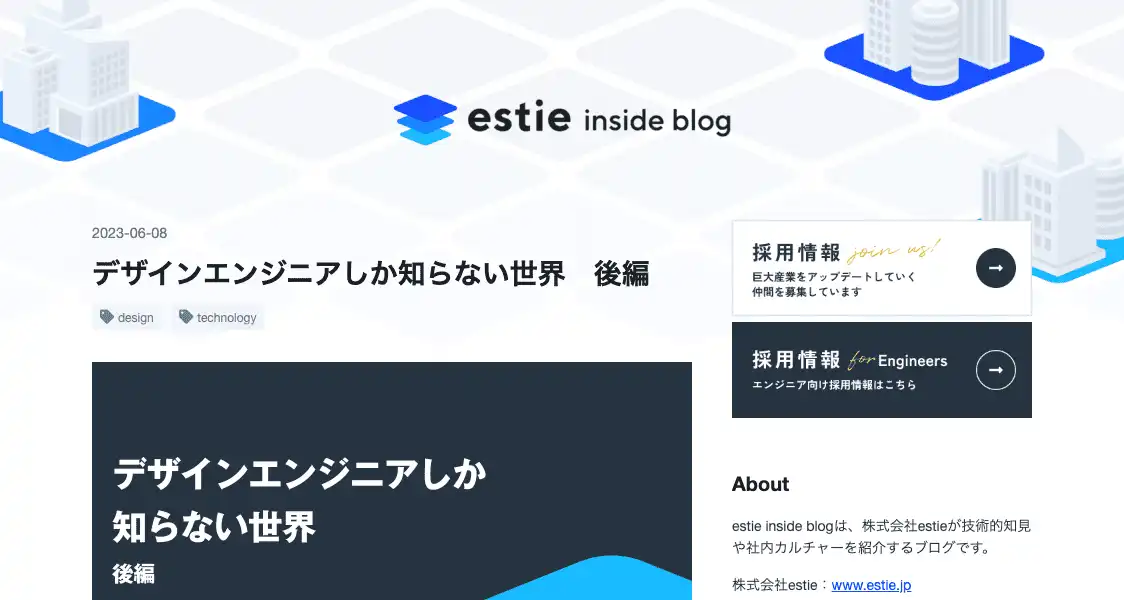 estie inside blog
2023-06-08
デザインエンジニアしか知らない世界　後編
design
technology
デザインエンジニアしか
知らない世界
後編
採用情報 join us!
巨大産業をアップデートしていく
仲間を募集しています
採用情報 for Engineers
エンジニア向け採用情報はこちら
About
estie inside blogは、株式会社estieが技術的知見
や社内カルチャーを紹介するブログです。
株式会社estie：www.estie.jp